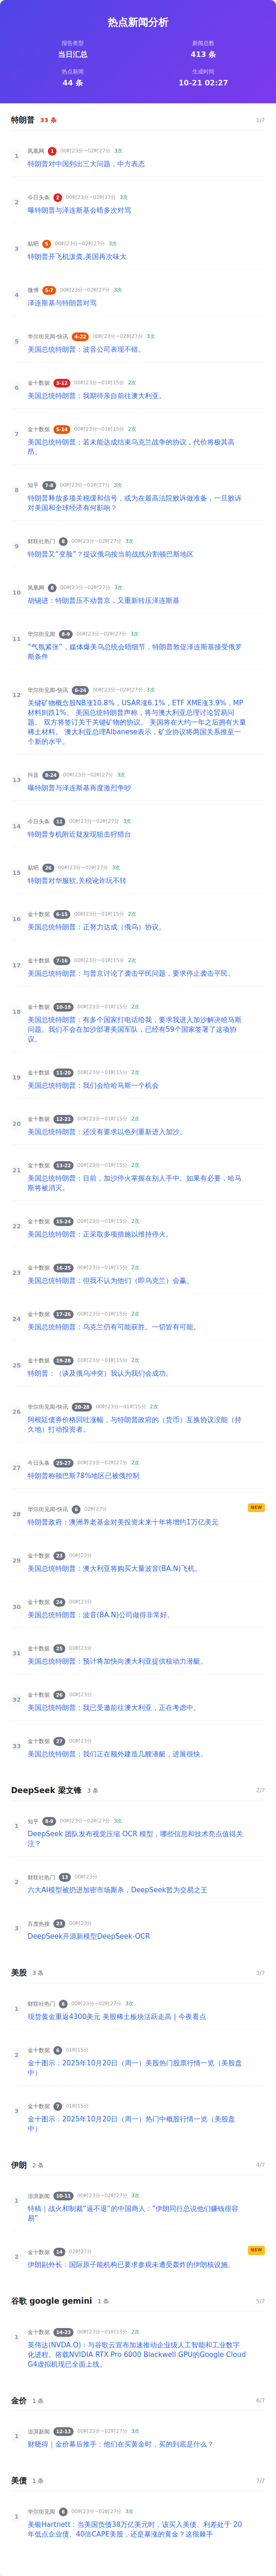 热点新闻分析
报告类型
新闻总数
当日汇总
413 条
热点新闻
生成时间
44 条
10-21 02:27
特朗普 33 条
1/7
1
凤凰网 1 00时23分~02时27分 3次
特朗普对中国列出三大问题，中方表态
2
今日头条 2 00时23分~02时27分 3次
曝特朗普与泽连斯基会晤多次对骂
3
贴吧 5 00时23分~02时27分 3次
特朗普开飞机泼粪,美国再次味大
4
微博 5-7 00时23分~02时27分 3次
泽连斯基与特朗普对骂
5
华尔街见闻-快讯 4-22 00时23分~02时27分 3次
美国总统特朗普：波音公司表现不错。
6
金十数据 3-12 00时23分~01时15分 2次
美国总统特朗普：我期待亲自前往澳大利亚。
7
金十数据 5-14 00时23分~01时15分 2次
美国总统特朗普：若未能达成结束乌克兰战争的协议，代价将极其高
昂。
8
知乎 7-8 00时23分~02时27分 3次
特朗普释放多项关税缓和信号，或为在最高法院败诉做准备，一旦败诉
对美国和全球经济有何影响？
9
财联社热门 8 00时23分~02时27分 3次
特朗普又“变脸”？提议俄乌按当前战线分割顿巴斯地区
10
凤凰网 8 00时23分~02时27分 3次
胡锡进：特朗普压不动普京，又重新转压泽连斯基
11
华尔街见闻 8-9 00时23分~02时27分 3次
“气氛紧张”，媒体爆美乌总统会晤细节，特朗普敦促泽连斯基接受俄罗
斯条件
12
华尔街见闻-快讯 6-24 00时23分~02时27分 3次
关键矿物概念股NB涨10.8%，USAR涨6.1%，ETF XME涨3.9%，MP
材料则跌1%。 美国总统特朗普声称，将与澳大利亚总理讨论贸易问
题。 双方将签订关于关键矿物的协议。 美国将在大约一年之后拥有大量
稀土材料。 澳大利亚总理Albanese表示，矿业协议将两国关系推至一
个新的水平。
13
抖音 8-24 00时23分~02时27分 3次
曝特朗普与泽连斯基再度激烈争吵
14
今日头条 11 00时23分~02时27分 3次
特朗普专机附近疑发现狙击狩猎台
15
贴吧 28 00时23分~02时27分 3次
特朗普对华服软,关税讹诈玩不转
16
金十数据 6-15 00时23分~01时15分 2次
美国总统特朗普：正努力达成（俄乌）协议。
17
金十数据 7-16 00时23分~01时15分 2次
美国总统特朗普：与普京讨论了袭击平民问题，要求停止袭击平民。
18
金十数据 10-19 00时23分~01时15分 2次
美国总统特朗普：有多个国家打电话给我，要求我进入加沙解决哈马斯
问题。我们不会在加沙部署美国军队，已经有59个国家签署了这项协
议。
19
金十数据 11-20 00时23分~01时15分 2次
美国总统特朗普：我们会给哈马斯一个机会
20
金十数据 12-21 00时23分~01时15分 2次
美国总统特朗普：还没有要求以色列重新进入加沙。
21
金十数据 13-22 00时23分~01时15分 2次
美国总统特朗普：目前，加沙停火掌握在别人手中。如果有必要，哈马
斯将被消灭。
22
金十数据 15-24 00时23分~01时15分 2次
美国总统特朗普：正采取多项措施以维持停火。
23
金十数据 16-25 00时23分~01时15分 2次
美国总统特朗普：但我不认为他们（即乌克兰）会赢。
24
金十数据 17-26 00时23分~01时15分 2次
美国总统特朗普：乌克兰仍有可能获胜。一切皆有可能。
25
金十数据 19-28 00时23分~01时15分 2次
特朗普：（谈及俄乌冲突）我认为我们会成功。
26
华尔街见闻-快讯 20-28 00时23分~01时15分 2次
阿根廷债券价格回吐涨幅，与特朗普政府的（货币）互换协议没能（持
久地）打动投资者。
27
今日头条 25-27 00时23分~02时27分 2次
特朗普称顿巴斯78%地区已被俄控制
28
华尔街见闻-快讯 6 02时27分
NEW
特朗普政府：澳洲养老基金对美投资未来十年将增约1万亿美元
29
金十数据 23 00时23分
美国总统特朗普：澳大利亚将购买大量波音(BA.N)飞机。
30
金十数据 24 00时23分
美国总统特朗普：波音(BA.N)公司做得非常好。
31
金十数据 25 00时23分
美国总统特朗普：预计将加快向澳大利亚提供核动力潜艇。
32
金十数据 26 00时23分
美国总统特朗普：我已受邀前往澳大利亚，正在考虑中。
33
金十数据 27 00时23分
美国总统特朗普：我们正在额外建造几艘潜艇，进展很快。
DeepSeek 梁文锋 3 条
2/7
1
知乎 8-9 00时23分~02时27分 3次
DeepSeek 团队发布视觉压缩 OCR 模型，哪些信息和技术亮点值得关
注？
2
财联社热门 13 00时23分
六大AI模型被扔进加密市场厮杀，DeepSeek暂为交易之王
3
百度热搜 23 00时23分
DeepSeek开源新模型DeepSeek-OCR
美股 3 条
3/7
1
财联社热门 6 00时23分~02时27分 3次
现货黄金重返4300美元 美股稀土板块活跃走高 | 今夜看点
2
金十数据 6 01时15分
金十图示：2025年10月20日（周一）美股热门股票行情一览（美股盘
中）
3
金十数据 7 01时15分
金十图示：2025年10月20日（周一）热门中概股行情一览（美股盘
中）
伊朗 2 条
4/7
1
澎湃新闻 10-11 00时23分~02时27分 3次
特稿｜战火和制裁“逼不退”的中国商人：“伊朗同行总说他们赚钱很容
易”
2
金十数据 14 02时27分
NEW
伊朗副外长：国际原子能机构已要求参观未遭受轰炸的伊朗核设施。
谷歌 google gemini 1 条
5/7
1
金十数据 14-23 00时23分~01时15分 2次
英伟达(NVDA.O)：与谷歌云宣布加速推动企业级人工智能和工业数字
化进程。搭载NVIDIA RTX Pro 6000 Blackwell GPU的Google Cloud
G4虚拟机现已全面上线。
金价 1 条
6/7
1
澎湃新闻 12-13 00时23分~02时27分 3次
财晓得｜金价幕后推手：他们在买黄金时，买的到底是什么？
美债 1 条
7/7
1
华尔街见闻 6 00时23分~02时27分 3次
美银Hartnett：当美国负债38万亿美元时，该买入美债、利差处于 20
年低点企业债、40倍CAPE美股，还是暴涨的黄金？这很棘手